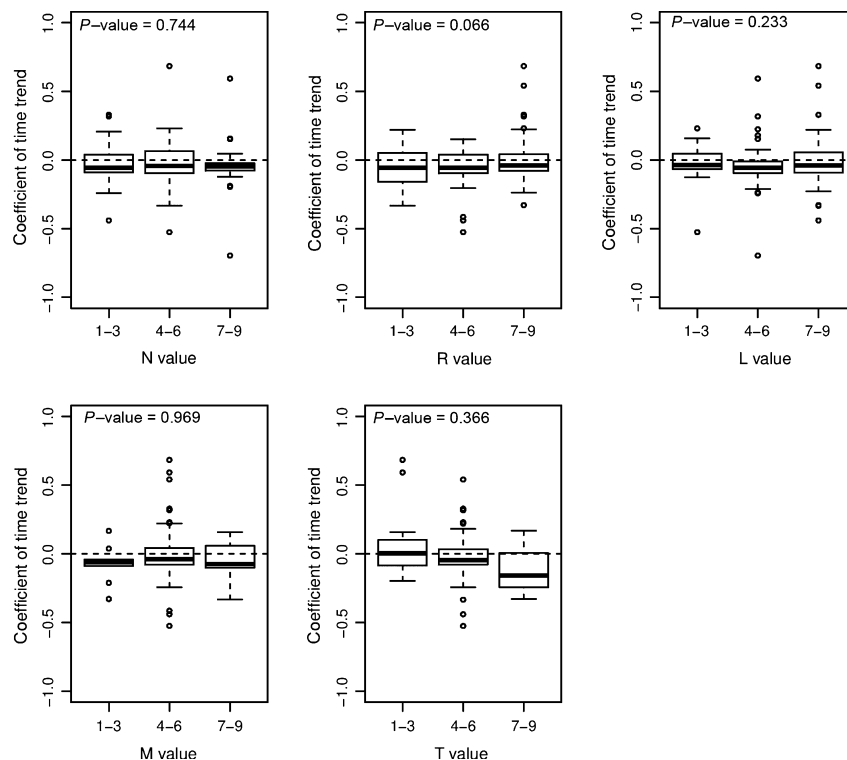 P−value = 0.744
Coefficient of time trend
1.0
0.5
0.0
−0.5
−1.0
1−3 4−6 7−9
N value
P−value = 0.066
Coefficient of time trend
1.0
0.5
0.0
−0.5
−1.0
1−3 4−6 7−9
R value
P−value = 0.233
Coefficient of time trend
1.0
0.5
0.0
−0.5
−1.0
1−3 4−6 7−9
L value
P−value = 0.969
Coefficient of time trend
1.0
0.5
0.0
−0.5
−1.0
1−3 4−6 7−9
M value
P−value = 0.366
Coefficient of time trend
1.0
0.5
0.0
−0.5
−1.0
1−3 4−6 7−9
T value